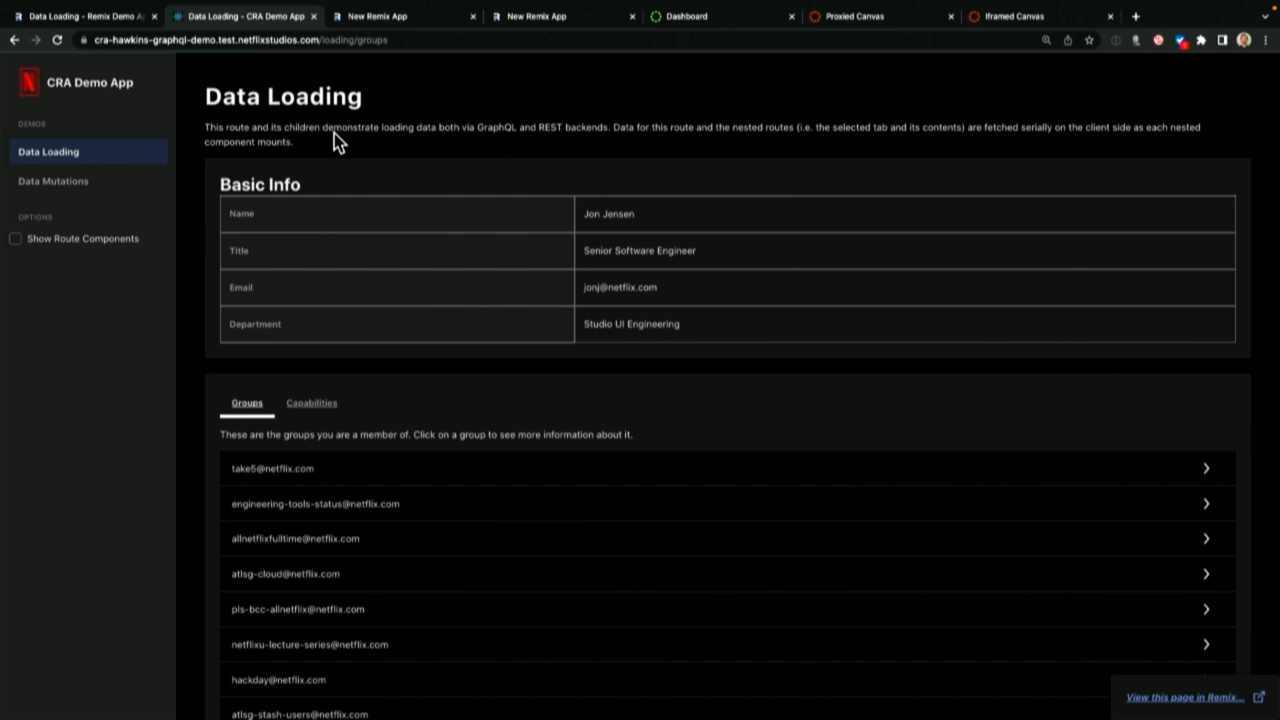 Data Loading - Remix Demo A
Data Loading - CRA Demo App
New Remix App
New Remix App
Dashboard
Proxied Canvas
Iframed Canvas
cra-hawkins-graphql-demo.test.netflixstudios.com/loading/groups
CRA Demo App
DEMOS
Data Loading
Data Mutations
OPTIONS
Show Route Components
Data Loading
This route and its children demonstrate loading data both via GraphQL and REST backends. Data for this route and the nested routes (i.e. the selected tab and its contents) are fetched serially on the client side as each nested
component mounts.
Basic Info
Name Jon Jensen
Title Senior Software Engineer
Email jonj@netflix.com
Department Studio UI Engineering
Groups Capabilities
These are the groups you are a member of. Click on a group to see more information about it.
take5@netflix.com
engineering-tools-status@netflix.com
allnetflixfulltime@netflix.com
atlsg-cloud@netflix.com
pls-bcc-allnetflix@netflix.com
netflixu-lecture-series@netflix.com
hackday@netflix.com
atlsg-stash-users@netflix.com
View this page in Remix...